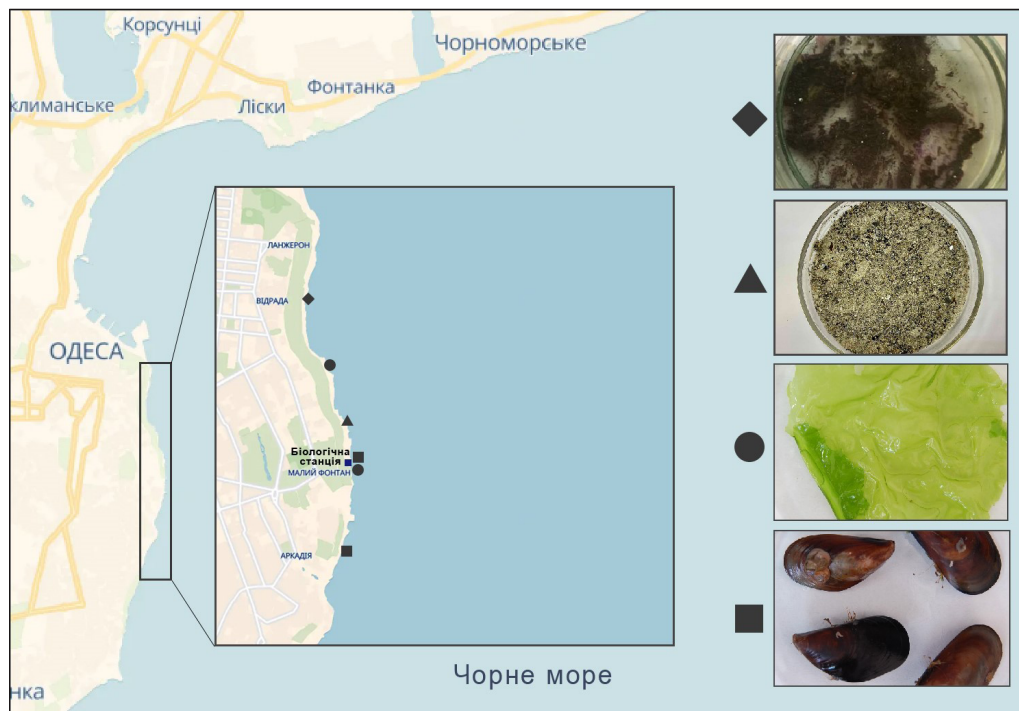 Корсунці
Чорноморське
Фонтанка
климанське
Ліски
ЛАНЖЕРОН
ВІДРАДА
ОДЕСА
Біологічна
станція
МАЛИЙ ФОНТАН
АРКАДІЯ
Чорне море
нка